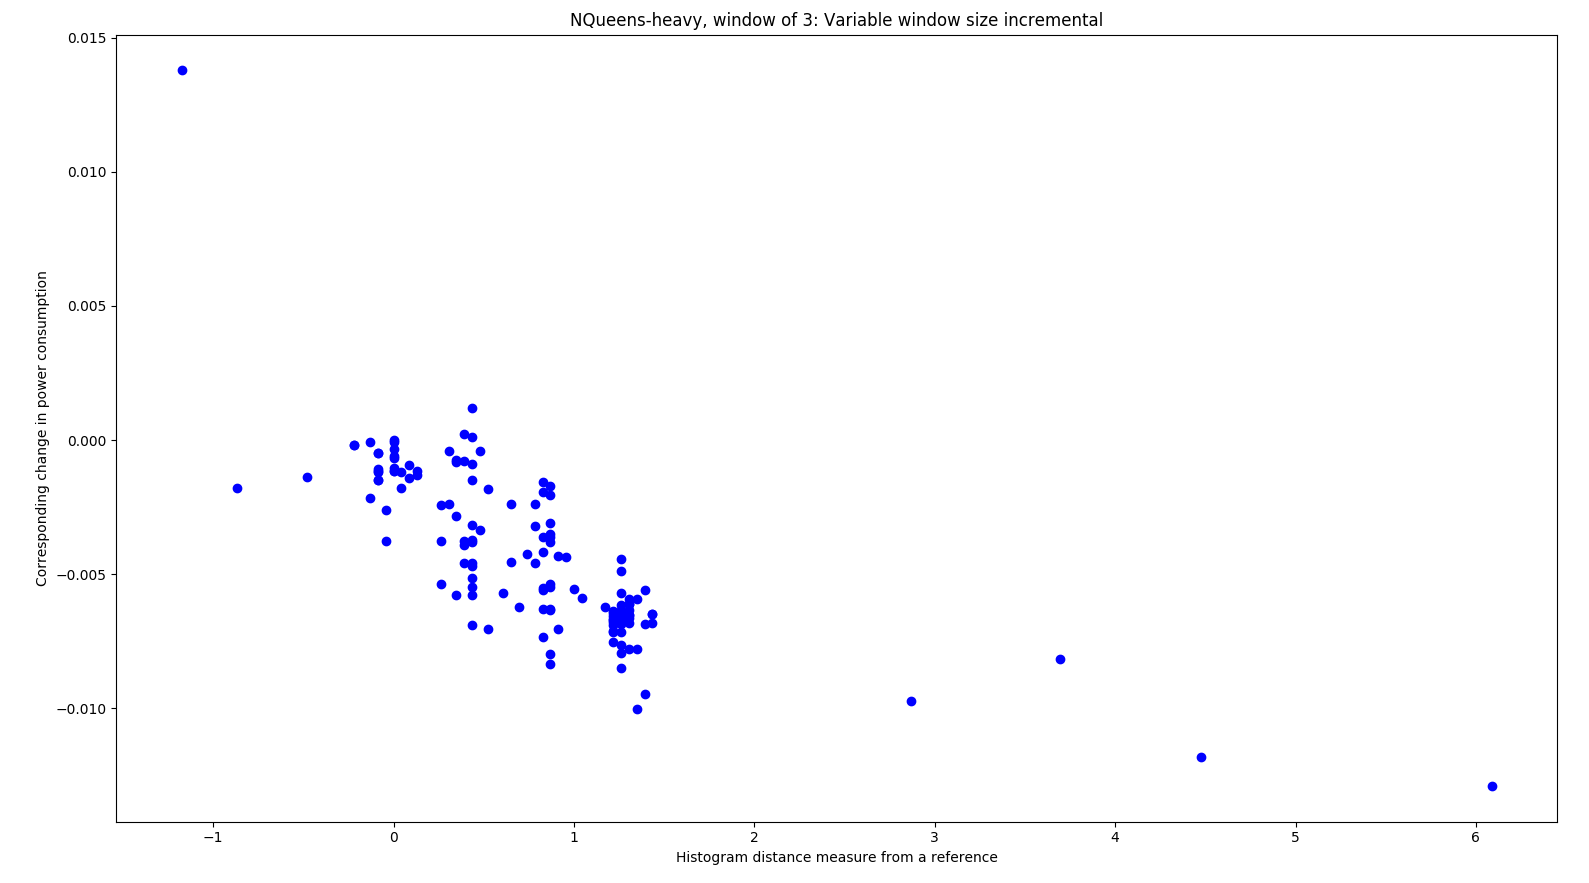 NQueens-heavy, window of 3: Variable window size incremental
0.015
0.010
0.005
0.000
−0.005
−0.010
Corresponding change in power consumption
−1 0 1 2 3 4 5 6
Histogram distance measure from a reference